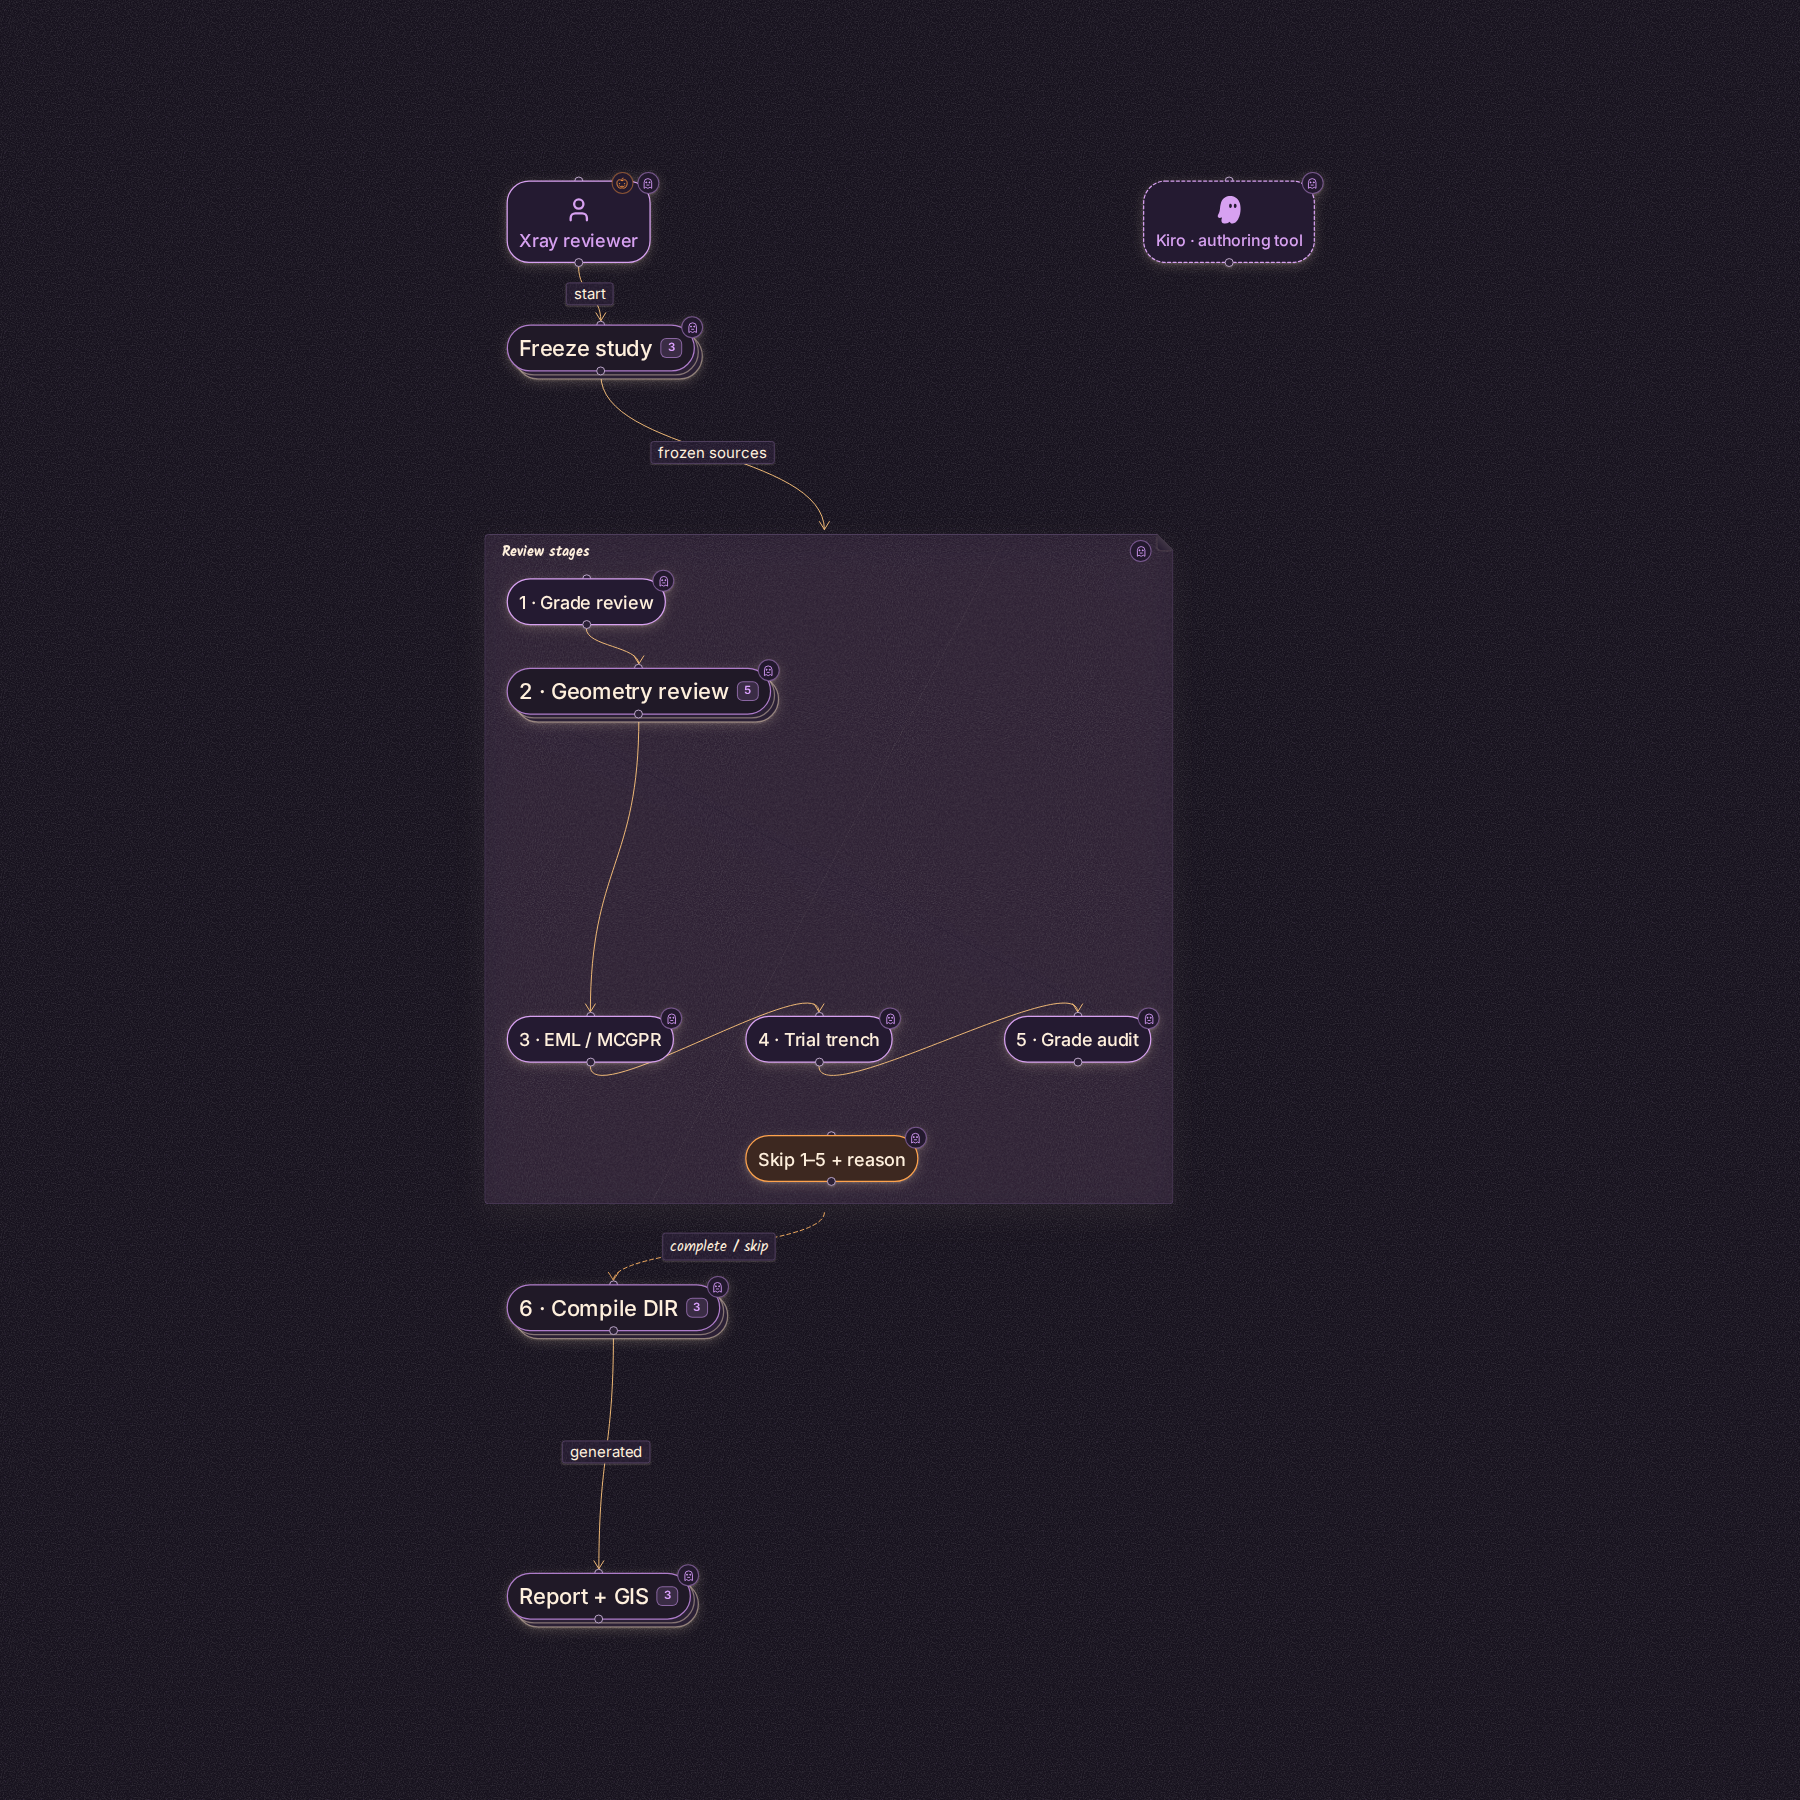 Xray reviewer
Kiro · authoring tool
start
Freeze study 3
frozen sources
Review stages
1 · Grade review
2 · Geometry review 5
3 · EML / MCGPR
4 · Trial trench
5 · Grade audit
Skip 1–5 + reason
complete / skip
6 · Compile DIR 3
generated
Report + GIS 3